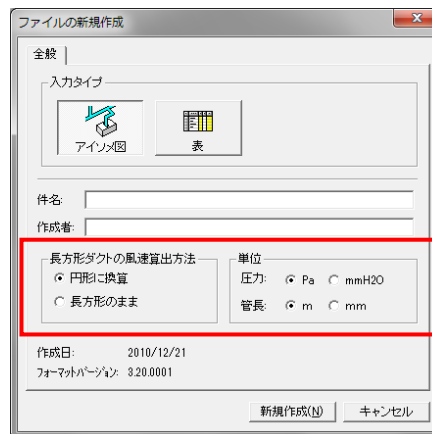 ファイルの新規作成
全般
入力タイプ
アイソメ図
表
件名:
作成者:
長方形ダクトの風速算出方法
円形に換算
長方形のまま
単位
圧力: Pa mmH2O
管長: m mm
作成日: 2010/12/21
フォーマットバージョン: 3.20.0001
新規作成(N) キャンセル